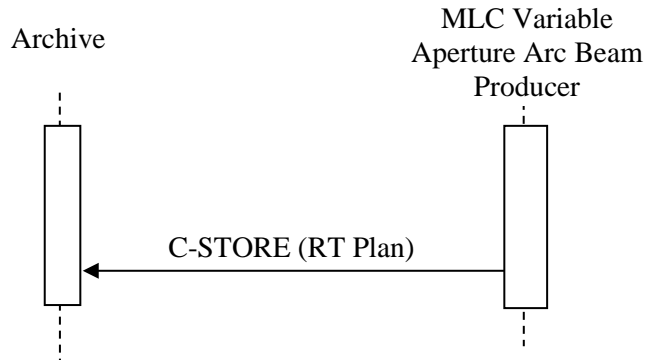 Archive
MLC Variable
Aperture Arc Beam
Producer
C-STORE (RT Plan)